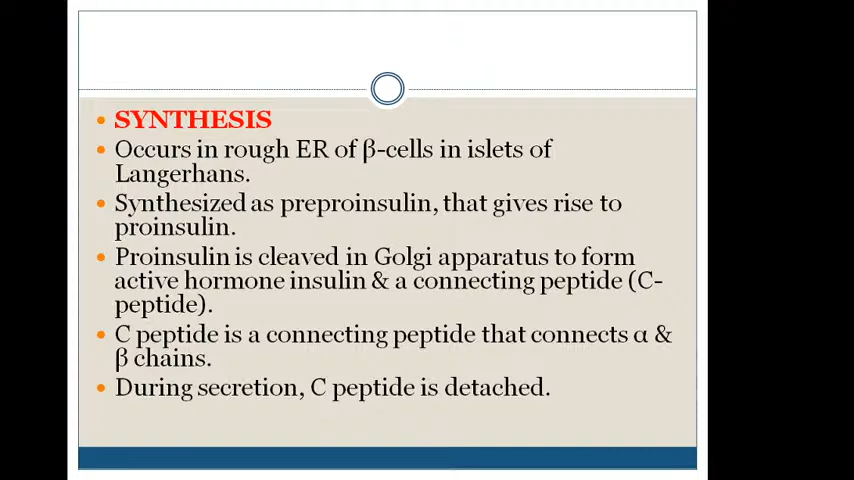 SYNTHESIS
Occurs in rough ER of β-cells in islets of
Langerhans.
Synthesized as preproinsulin, that gives rise to
proinsulin.
Proinsulin is cleaved in Golgi apparatus to form
active hormone insulin & a connecting peptide (C-
peptide).
C peptide is a connecting peptide that connects α &
β chains.
During secretion, C peptide is detached.